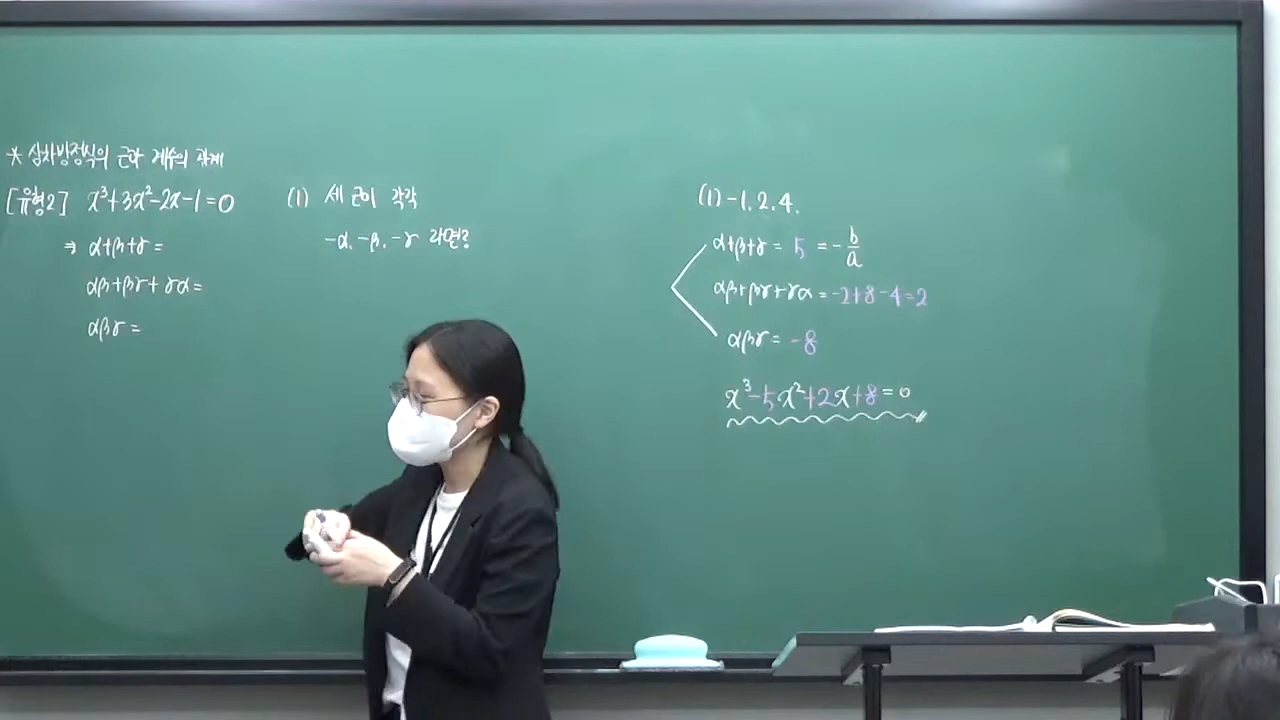 * 삼차방정식의 근과 계수의 관계
[유형2] x³+3x²-2x-1=0
⇒ α+β+γ=
αβ+βγ+γα=
αβγ=
(1) 세 근이 각각
-α, -β, -γ 라면?
(1) -1, 2, 4,
α+β+γ= 5 = -b/a
αβ+βγ+γα=-2+8-4=2
αβγ= -8
x³-5x²+2x+8=0